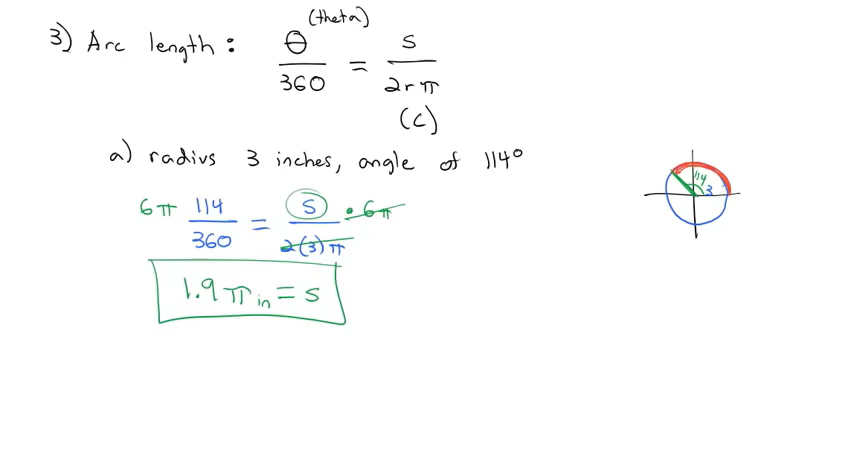 3) Arc length: θ (theta) / 360 = s / 2rπ
(c)
a) radius 3 inches, angle of 114°
6π 114 / 360 = s / 2(3)π · 6π
1.9π in = s
114
3